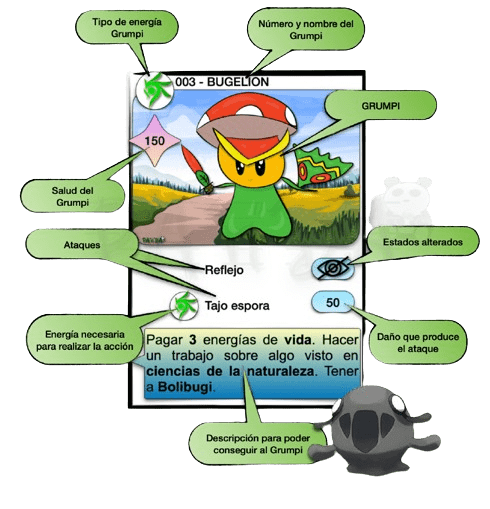 Tipo de energía
Grumpi
Número y nombre del
Grumpi
003 - BUGELION
GRUMPI
150
Salud del
Grumpi
Ataques
Estados alterados
Reflejo
Tajo espora
50
Energía necesaria
para realizar la acción
Daño que produce
el ataque
Pagar 3 energías de vida. Hacer
un trabajo sobre algo visto en
ciencias de la naturaleza. Tener
a Bolibugi.
Descripción para poder
conseguir al Grumpi